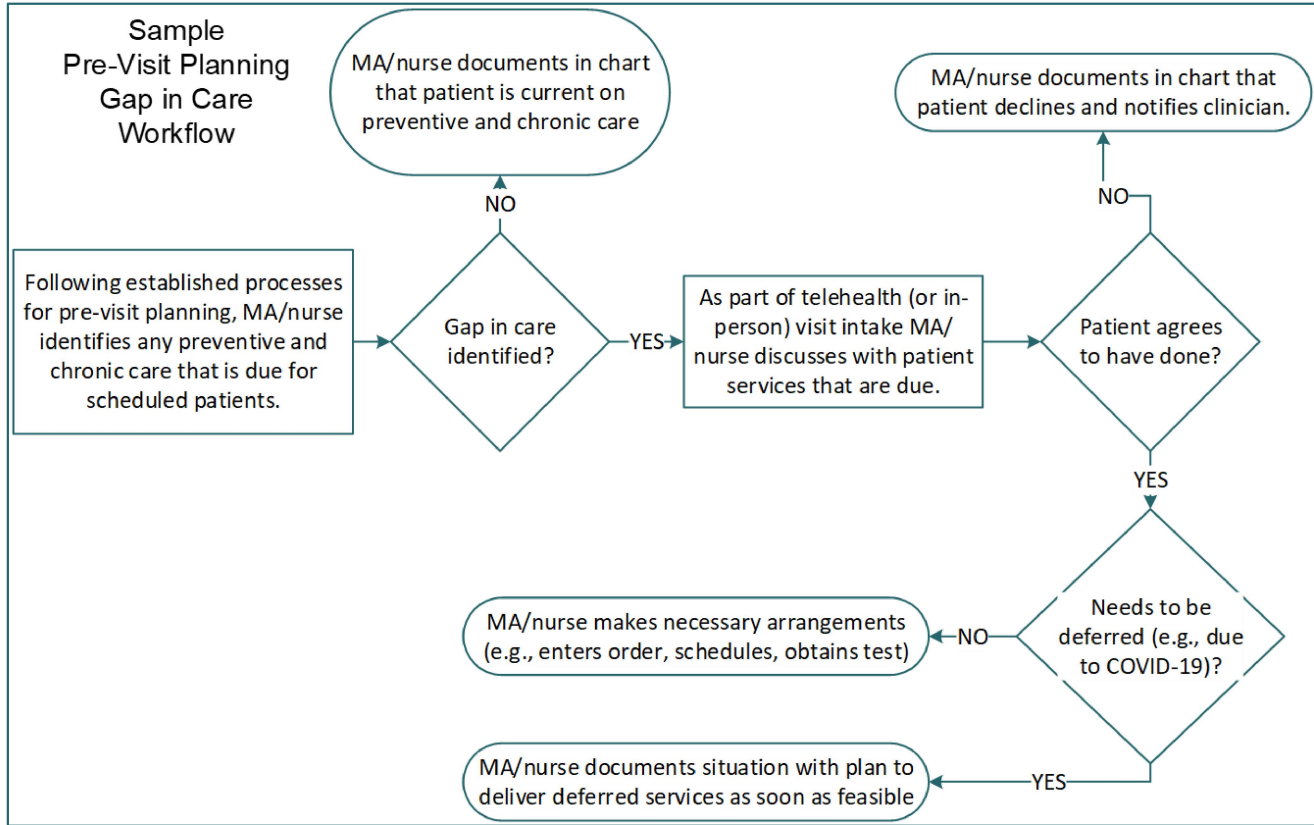 Sample
Pre-Visit Planning
Gap in Care
Workflow
MA/nurse documents in chart
that patient is current on
preventive and chronic care
MA/nurse documents in chart that
patient declines and notifies clinician.
NO
NO
Following established processes
for pre-visit planning, MA/nurse
identifies any preventive and
chronic care that is due for
scheduled patients.
Gap in care
identified?
YES
As part of telehealth (or in-
person) visit intake MA/
nurse discusses with patient
services that are due.
Patient agrees
to have done?
YES
Needs to be
deferred (e.g., due
to COVID-19)?
NO
MA/nurse makes necessary arrangements
(e.g., enters order, schedules, obtains test)
YES
MA/nurse documents situation with plan to
deliver deferred services as soon as feasible